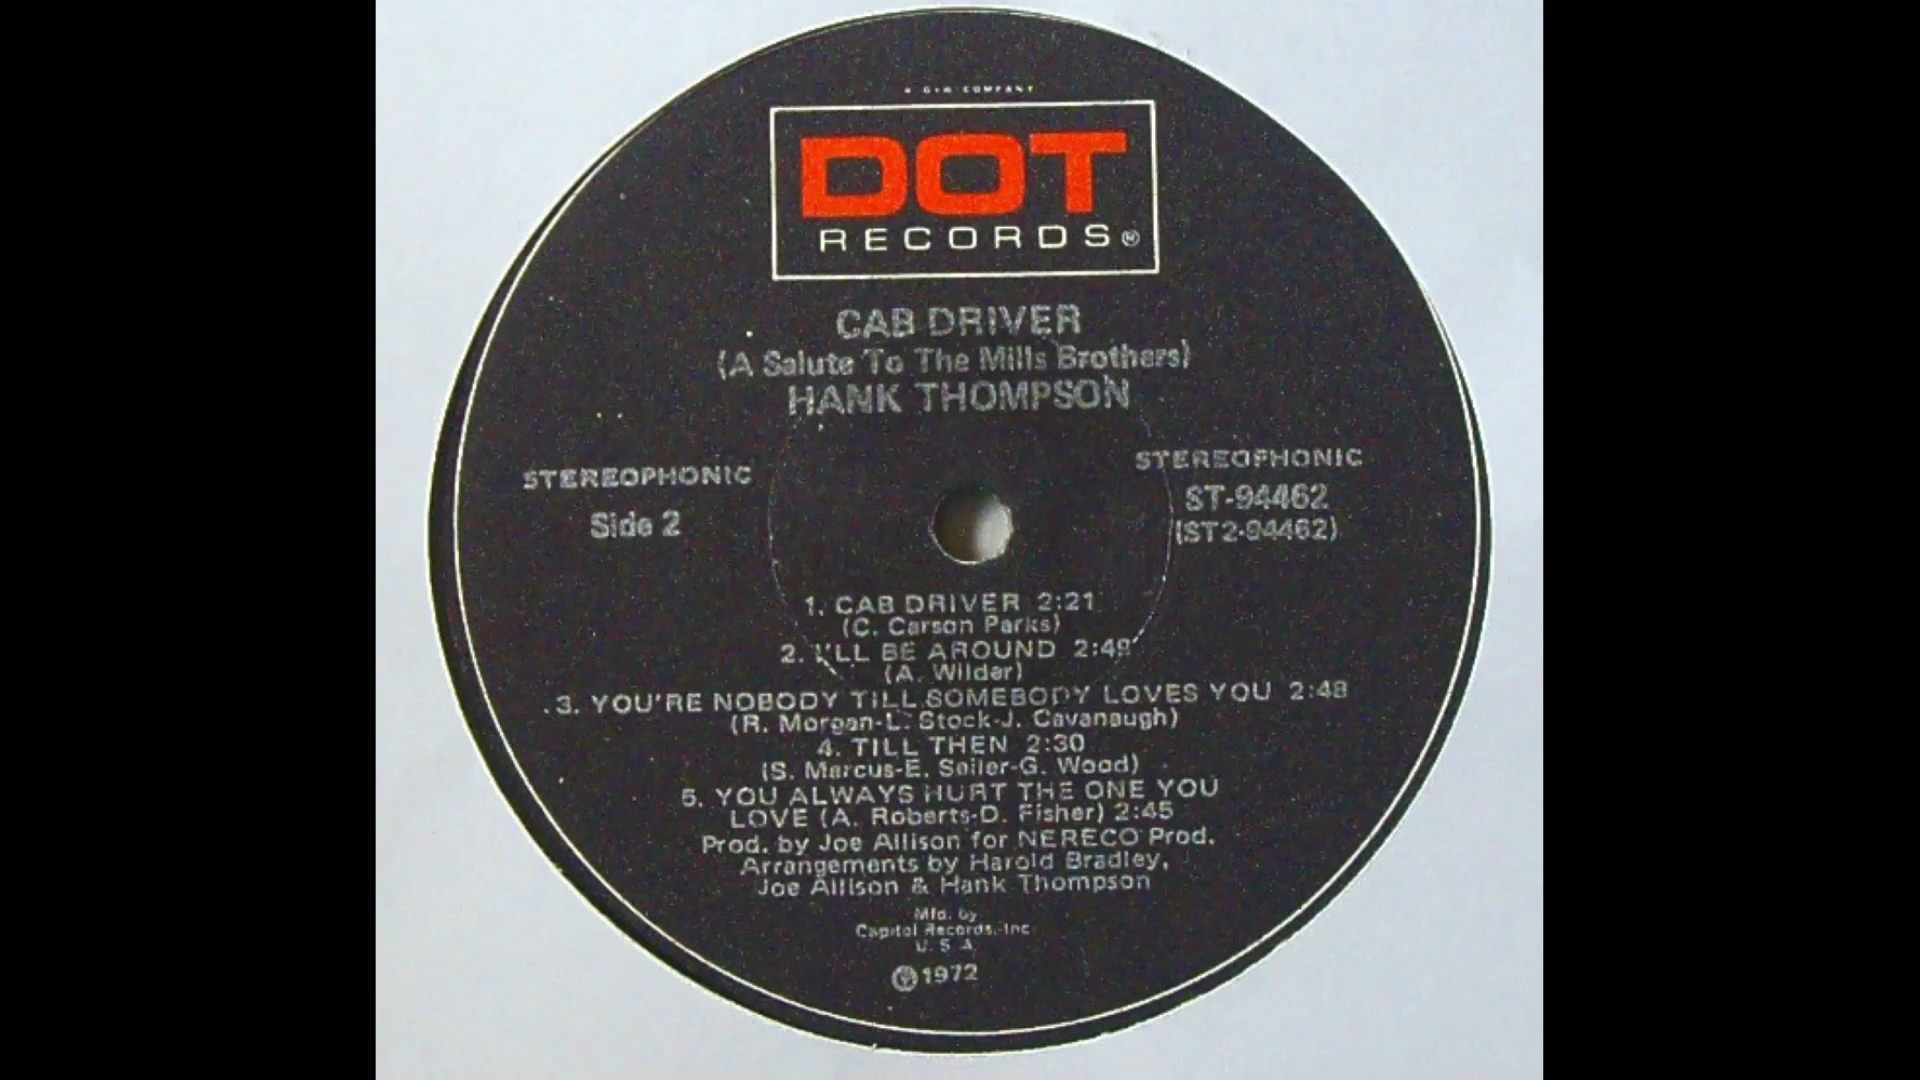 A G+W COMPANY
DOT
RECORDS®
CAB DRIVER
(A Salute To The Mills Brothers)
HANK THOMPSON
STEREOPHONIC
Side 2
STEREOPHONIC
ST-94462
(ST2-94462)
1. CAB DRIVER 2:21
(C. Carson Parks)
2. I'LL BE AROUND 2:49
(A. Wilder)
3. YOU'RE NOBODY TILL SOMEBODY LOVES YOU 2:48
(R. Morgan-L. Stock-J. Cavanaugh)
4. TILL THEN 2:30
(S. Marcus-E. Seiler-G. Wood)
5. YOU ALWAYS HURT THE ONE YOU
LOVE (A. Roberts-D. Fisher) 2:45
Prod. by Joe Allison for NERECO Prod.
Arrangements by Harold Bradley,
Joe Allison & Hank Thompson
Mfd. by
Capitol Records, Inc.
U. S. A.
℗ 1972